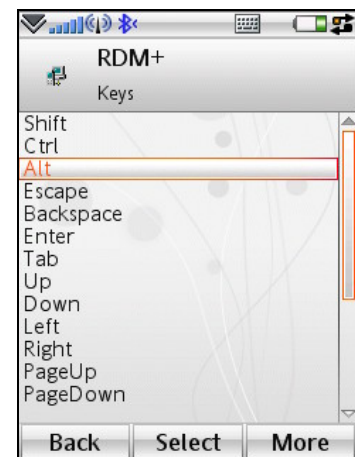 RDM+
Keys
Shift
Ctrl
Alt
Escape
Backspace
Enter
Tab
Up
Down
Left
Right
PageUp
PageDown
Back Select More